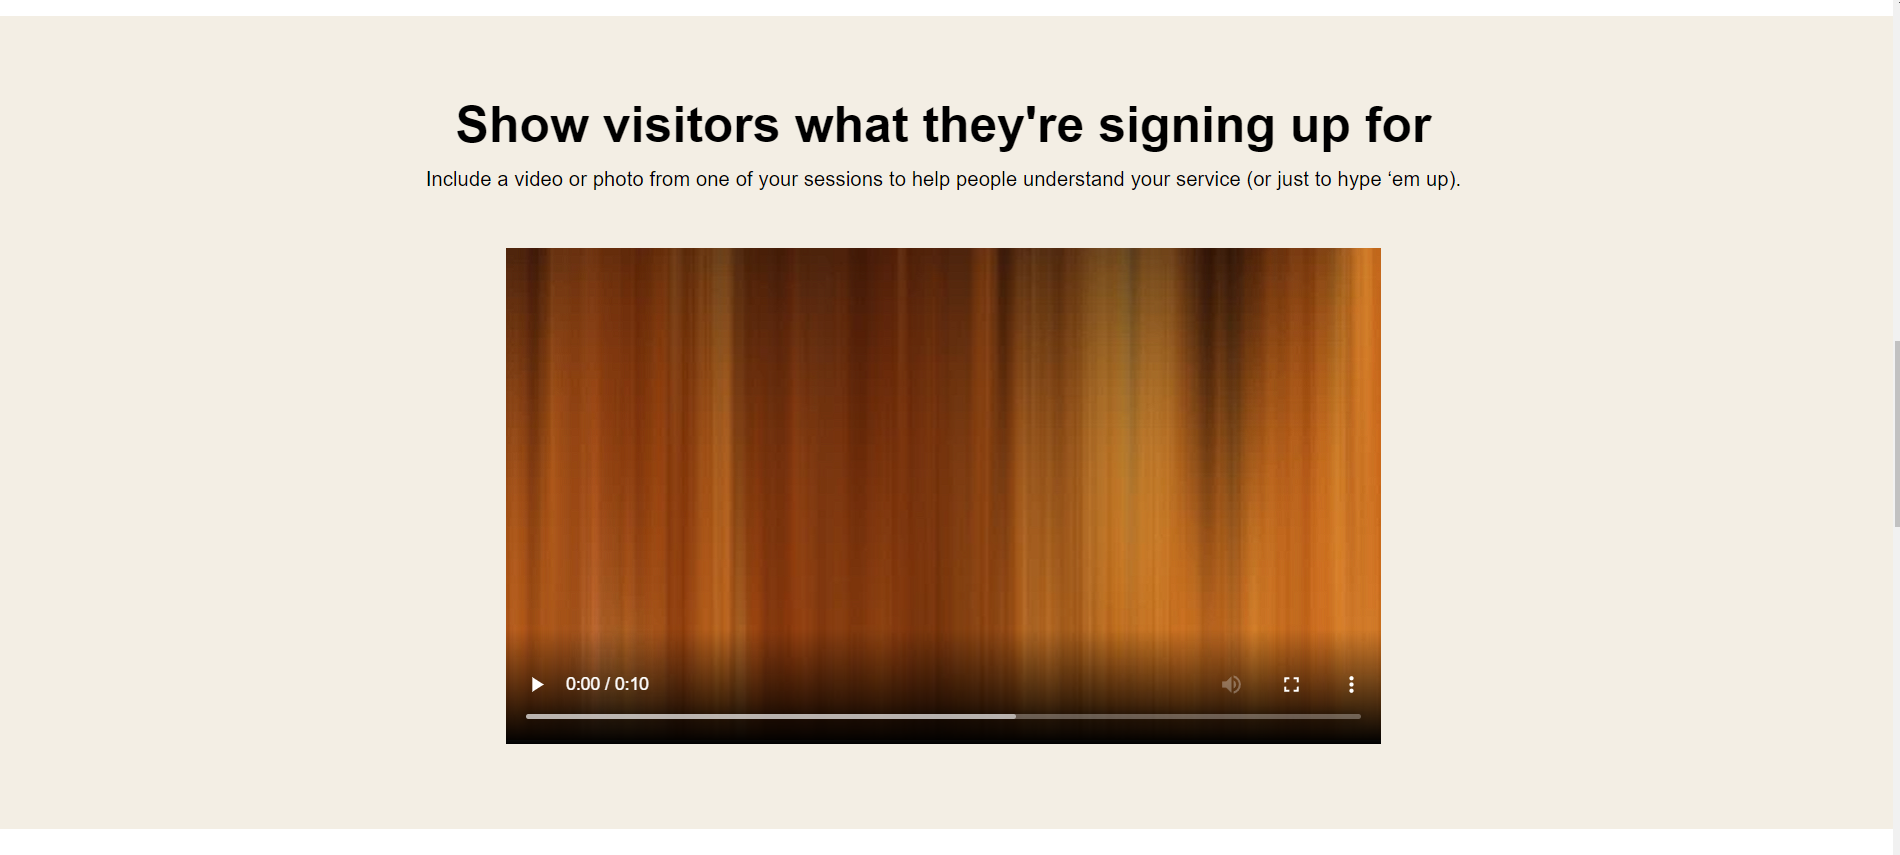 Show visitors what they're signing up for
Include a video or photo from one of your sessions to help people understand your service (or just to hype ‘em up).
0:00 / 0:10